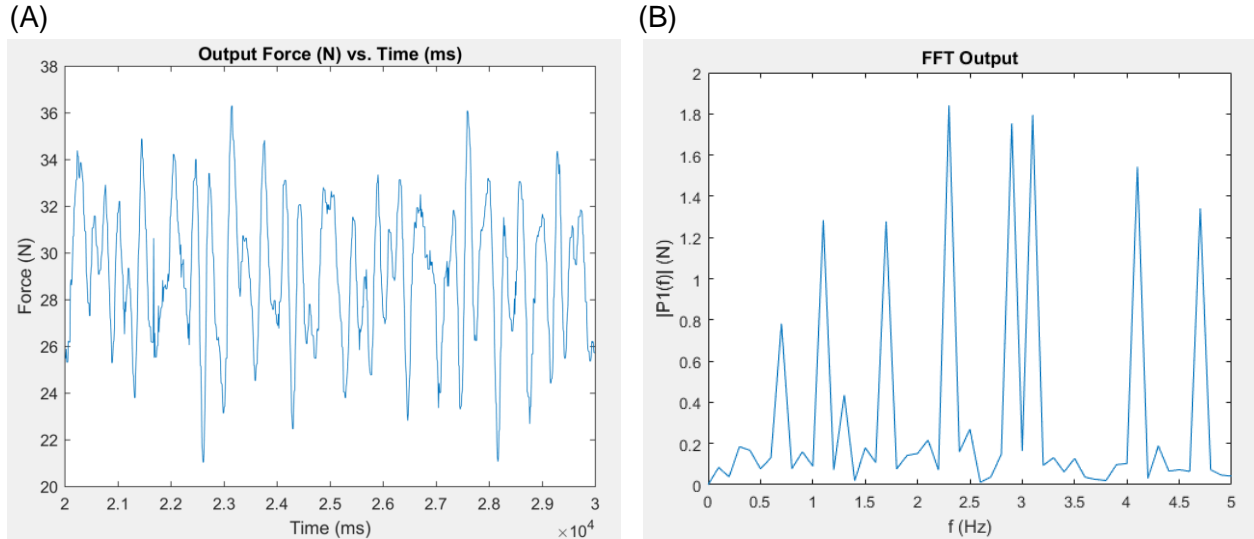 (A)
Output Force (N) vs. Time (ms)
38
36
34
32
30
28
26
24
22
20
Force (N)
2 2.1 2.2 2.3 2.4 2.5 2.6 2.7 2.8 2.9 3
Time (ms)
×10⁴
(B)
FFT Output
2
1.8
1.6
1.4
1.2
1
0.8
0.6
0.4
0.2
0
|P1(f)| (N)
0 0.5 1 1.5 2 2.5 3 3.5 4 4.5 5
f (Hz)